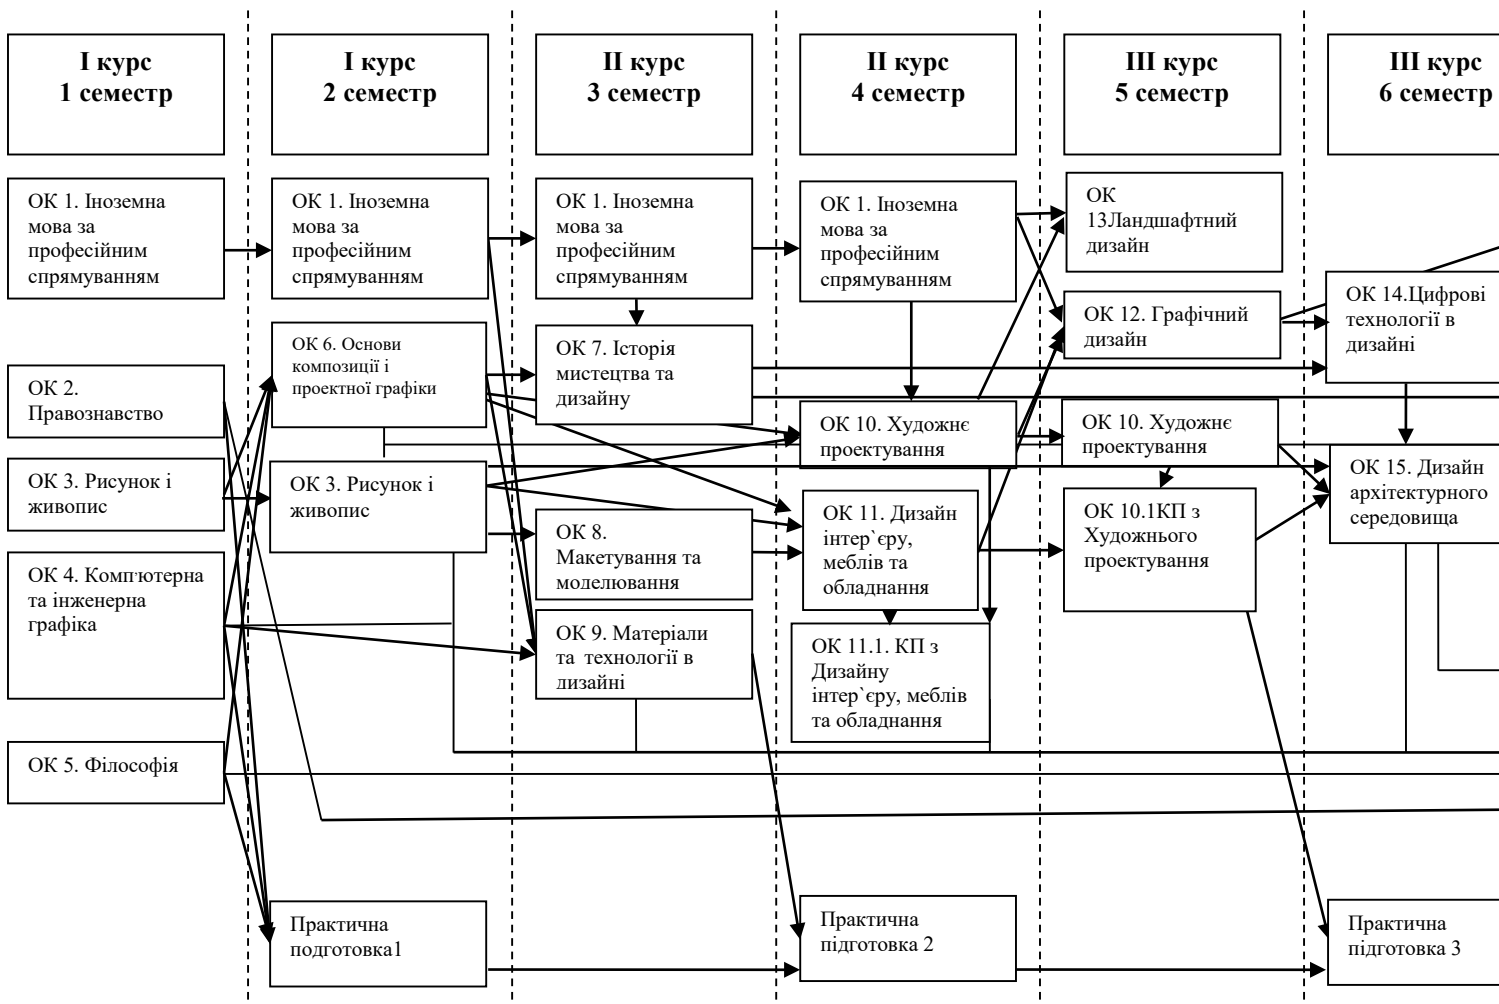 І курс
1 семестр
І курс
2 семестр
ІІ курс
3 семестр
ІІ курс
4 семестр
ІІІ курс
5 семестр
ІІІ курс
6 семестр
ОК 1. Іноземна
мова за
професійним
спрямуванням
ОК 2.
Правознавство
ОК 3. Рисунок і
живопис
ОК 4. Комп'ютерна
та інженерна
графіка
ОК 5. Філософія
ОК 1. Іноземна
мова за
професійним
спрямуванням
ОК 6. Основи
композиції і
проектної графіки
ОК 3. Рисунок і
живопис
Практична
подготовка1
ОК 1. Іноземна
мова за
професійним
спрямуванням
ОК 7. Історія
мистецтва та
дизайну
ОК 8.
Макетування та
моделювання
ОК 9. Матеріали
та технології в
дизайні
ОК 1. Іноземна
мова за
професійним
спрямуванням
ОК 10. Художнє
проектування
ОК 11. Дизайн
інтер`єру,
меблів та
обладнання
ОК 11.1. КП з
Дизайну
інтер`єру, меблів
та обладнання
Практична
підготовка 2
ОК
13Ландшафтний
дизайн
ОК 12. Графічний
дизайн
ОК 10. Художнє
проектування
ОК 10.1КП з
Художнього
проектування
ОК 14.Цифрові
технології в
дизайні
ОК 15. Дизайн
архітектурного
середовища
Практична
підготовка 3